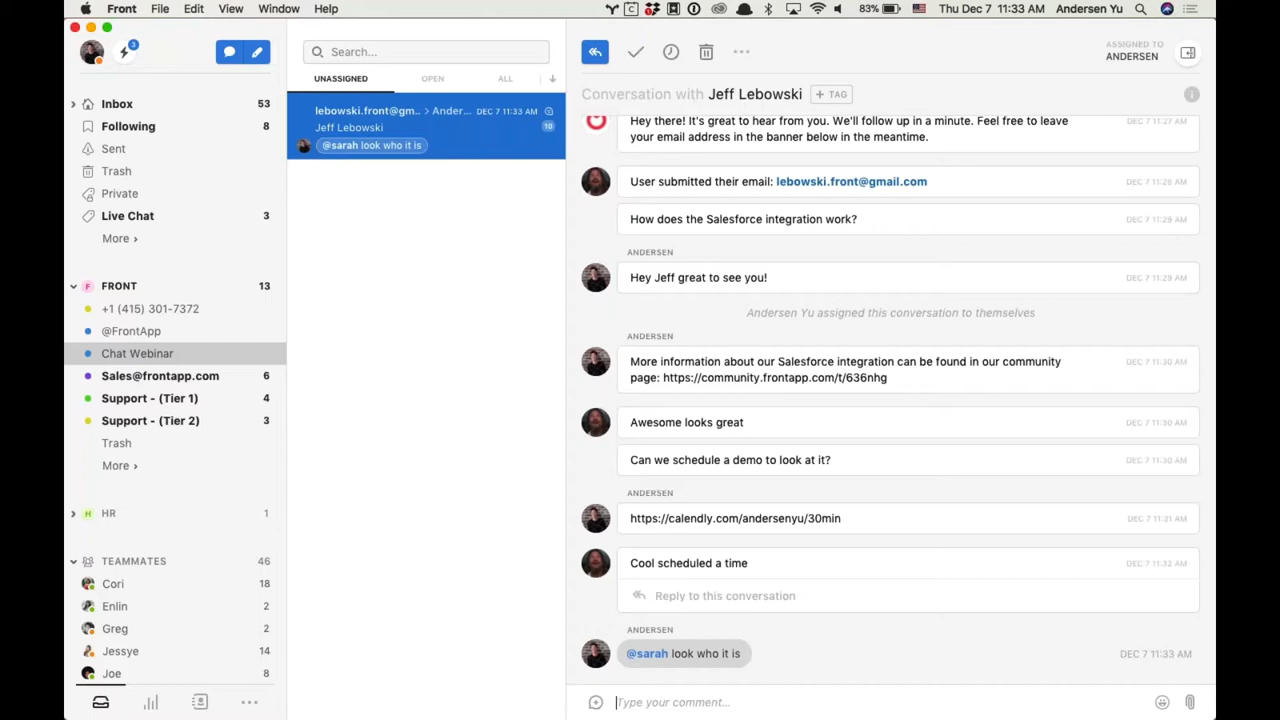 Front File Edit View Window Help 83% Thu Dec 7 11:33 AM Andersen Yu
3
Search...
UNASSIGNED OPEN ALL
lebowski.front@gm.. > Ander... DEC 7 11:33 AM
Jeff Lebowski 10
@sarah look who it is
Inbox 53
Following 8
Sent
Trash
Private
Live Chat 3
More ›
F FRONT 13
+1 (415) 301-7372
@FrontApp
Chat Webinar
Sales@frontapp.com 6
Support - (Tier 1) 4
Support - (Tier 2) 3
Trash
More ›
H HR 1
TEAMMATES 46
Cori 18
Enlin 2
Greg 2
Jessye 14
Joe 8
ASSIGNED TO
ANDERSEN
Conversation with Jeff Lebowski + TAG
Hey there! It's great to hear from you. We'll follow up in a minute. Feel free to leave DEC 7 11:27 AM
your email address in the banner below in the meantime.
User submitted their email: lebowski.front@gmail.com DEC 7 11:28 AM
How does the Salesforce integration work? DEC 7 11:29 AM
ANDERSEN
Hey Jeff great to see you! DEC 7 11:29 AM
Andersen Yu assigned this conversation to themselves
ANDERSEN
More information about our Salesforce integration can be found in our community DEC 7 11:30 AM
page: https://community.frontapp.com/t/636nhg
Awesome looks great DEC 7 11:30 AM
Can we schedule a demo to look at it? DEC 7 11:30 AM
ANDERSEN
https://calendly.com/andersenyu/30min DEC 7 11:31 AM
Cool scheduled a time DEC 7 11:32 AM
Reply to this conversation
ANDERSEN
@sarah look who it is DEC 7 11:33 AM
Type your comment...